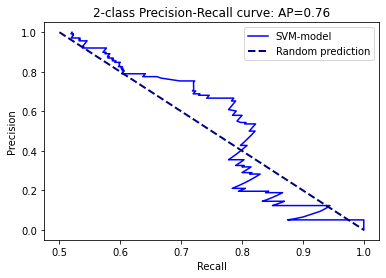 2-class Precision-Recall curve: AP=0.76
SVM-model
Random prediction
Precision
1.0
0.8
0.6
0.4
0.2
0.0
0.5
0.6
0.7
0.8
0.9
1.0
Recall